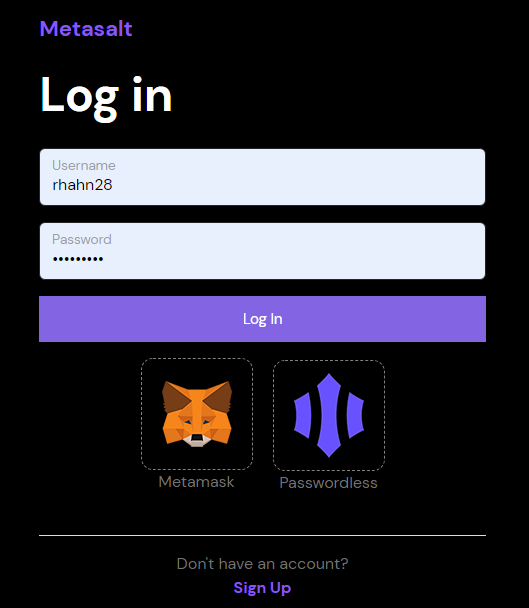 Metasalt
Log in
Username
rhahn28
Password
•••••••••
Log In
Metamask
Passwordless
Don't have an account?
Sign Up